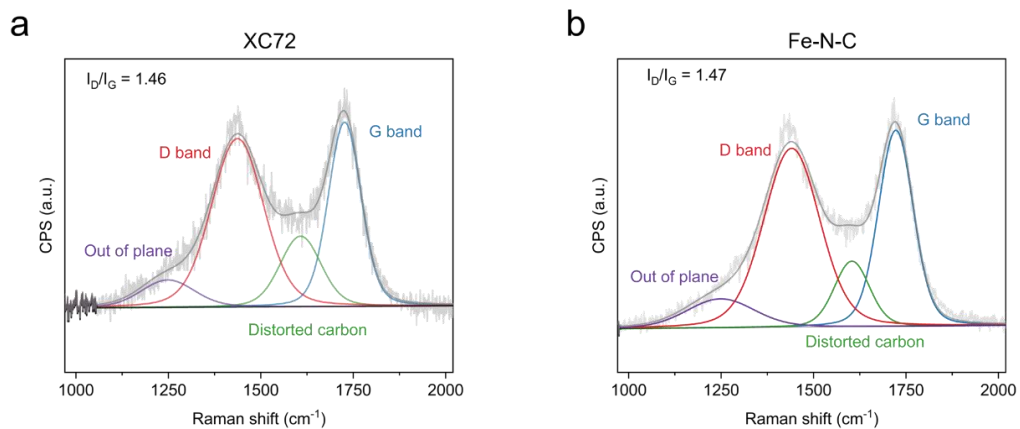 a
XC72
I_D/I_G = 1.46
D band
G band
Out of plane
Distorted carbon
CPS (a.u.)
1000 1250 1500 1750 2000
Raman shift (cm⁻¹)
b
Fe-N-C
I_D/I_G = 1.47
D band
G band
Out of plane
Distorted carbon
CPS (a.u.)
1000 1250 1500 1750 2000
Raman shift (cm⁻¹)